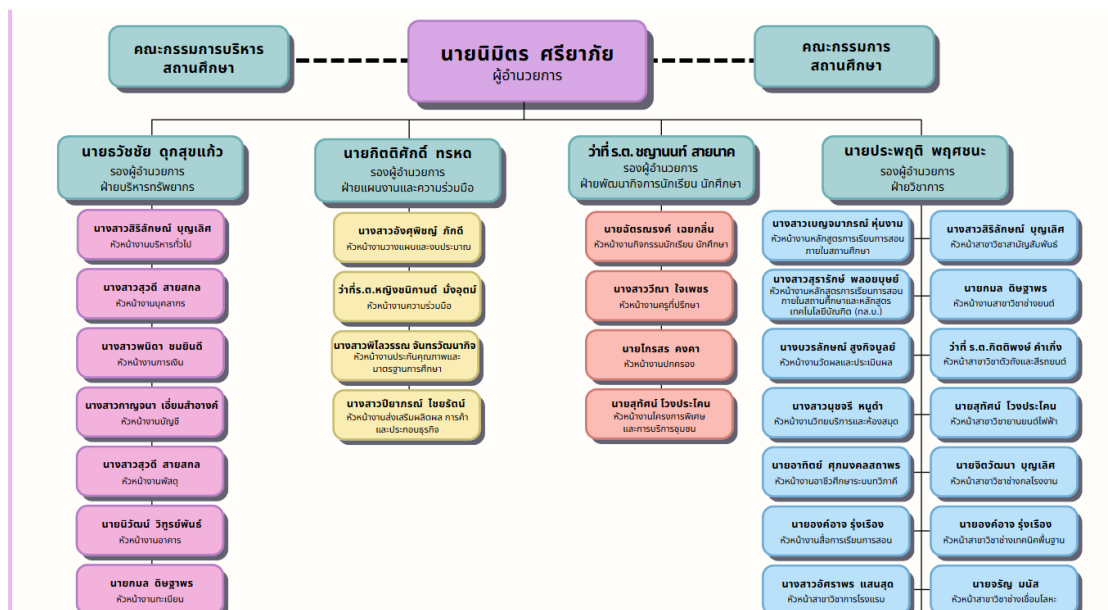 คณะกรรมการบริหาร
สถานศึกษา
นายนิมิตร ศรียาภัย
ผู้อำนวยการ
คณะกรรมการ
สถานศึกษา
นายธวัชชัย ดุกสุขแก้ว
รองผู้อำนวยการ
ฝ่ายบริหารทรัพยากร
นายกิตติศักดิ์ ทรหด
รองผู้อำนวยการ
ฝ่ายแผนงานและความร่วมมือ
ว่าที่ ร.ต. ชญานนท์ สายนาค
รองผู้อำนวยการ
ฝ่ายพัฒนากิจการนักเรียน นักศึกษา
นายประพฤติ พฤศชนะ
รองผู้อำนวยการ
ฝ่ายวิชาการ
นางสาวสิริลักษณ์ บุญเลิศ
หัวหน้างานบริหารทั่วไป
นางสาวสุวดี สายสกล
หัวหน้างานบุคลากร
นางสาวพนิตา ชมยินดี
หัวหน้างานการเงิน
นางสาวกาญจนา เอี่ยมสำอางค์
หัวหน้างานบัญชี
นางสาวสุวดี สายสกล
หัวหน้างานพัสดุ
นายนิวัฒน์ วิฑูรย์พันธ์
หัวหน้างานอาคาร
นายกมล ดิษฐาพร
หัวหน้างานทะเบียน
นางสาวอังศุพิชญ์ ภักดี
หัวหน้างานวางแผนและงบประมาณ
ว่าที่ร.ต.หญิงชนิกานต์ มั่งอุตม์
หัวหน้างานความร่วมมือ
นางสาวพิไลวรรณ จันทรวัฒนากิจ
หัวหน้างานประกันคุณภาพและ
มาตรฐานการศึกษา
นางสาวปิยาภรณ์ ไชยรัตน์
หัวหน้างานส่งเสริมผลิตผล การค้า
และประกอบธุรกิจ
นายฉัตรณรงค์ เฉยกลิ่น
หัวหน้างานกิจกรรมนักเรียน นักศึกษา
นางสาววีณา ใจเพชร
หัวหน้างานครูที่ปรึกษา
นายไกรสร คงคา
หัวหน้างานปกครอง
นายสุทัศน์ โวงประโคน
หัวหน้างานโครงการพิเศษ
และการบริการชุมชน
นางสาวเบญจมาภรณ์ หุ่นงาม
หัวหน้างานหลักสูตรการเรียนการสอน
ภายในสถานศึกษา
นางสาวสุรารักษ์ พลอยบุษย์
หัวหน้างานหลักสูตรการเรียนการสอน
ภายในสถานศึกษาและหลักสูตร
เทคโนโลยีบัณฑิต (ทล.บ.)
นางบวรลักษณ์ สูงกิจบูลย์
หัวหน้างานวัดผลและประเมินผล
นางสาวนุชจรี หนูดำ
หัวหน้างานวิทยบริการและห้องสมุด
นายอาทิตย์ ศุภมงคลสถาพร
หัวหน้างานอาชีวศึกษาระบบทวิภาคี
นายองค์อาจ รุ่งเรือง
หัวหน้างานสื่อการเรียนการสอน
นางสาวอัศราพร แสนสุด
หัวหน้าสาขาวิชาการโรงแรม
นางสาวสิริลักษณ์ บุญเลิศ
หัวหน้าสาขาวิชาสามัญสัมพันธ์
นายกมล ดิษฐาพร
หัวหน้างานสาขาวิชาช่างยนต์
ว่าที่ ร.ต.กิตติพงษ์ คำเกิ่ง
หัวหน้าสาขาวิชาตัวถังและสีรถยนต์
นายสุทัศน์ โวงประโคน
หัวหน้าสาขาวิชายานยนต์ไฟฟ้า
นายจิตวัฒนา บุญเลิศ
หัวหน้าสาขาวิชาช่างกลโรงงาน
นายองค์อาจ รุ่งเรือง
หัวหน้าสาขาวิชาช่างเทคนิคพื้นฐาน
นายจรัญ มนัส
หัวหน้าสาขาวิชาช่างเชื่อมโลหะ